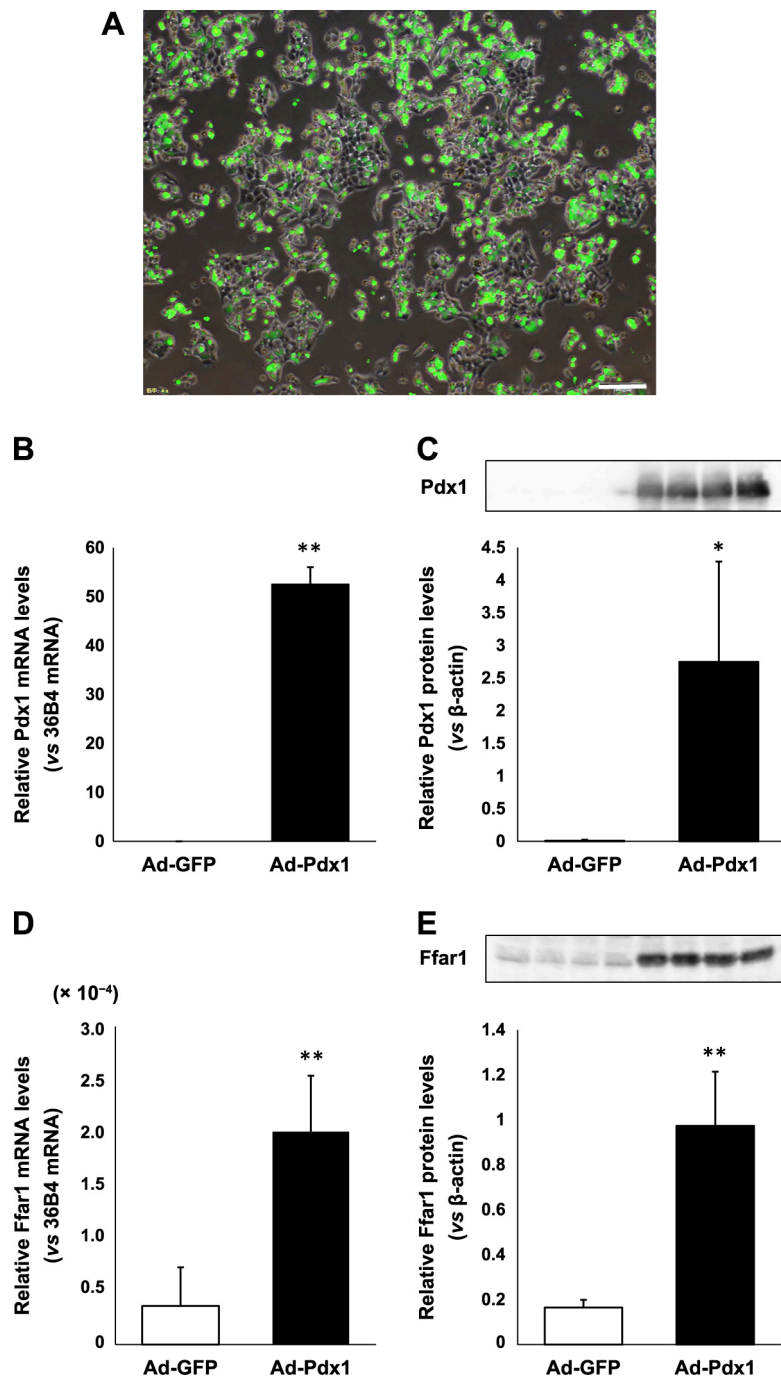 A
B
C
Pdx1
Relative Pdx1 mRNA levels
(vs 36B4 mRNA)
60
50
40
30
20
10
0
**
Ad-GFP
Ad-Pdx1
Relative Pdx1 protein levels
(vs β-actin)
4.5
4
3.5
3
2.5
2
1.5
1
0.5
0
*
Ad-GFP
Ad-Pdx1
D
E
Ffar1
(× 10⁻⁴)
Relative Ffar1 mRNA levels
(vs 36B4 mRNA)
3.0
2.5
2.0
1.5
1.0
0.5
0
**
Ad-GFP
Ad-Pdx1
Relative Ffar1 protein levels
(vs β-actin)
1.4
1.2
1
0.8
0.6
0.4
0.2
0
**
Ad-GFP
Ad-Pdx1